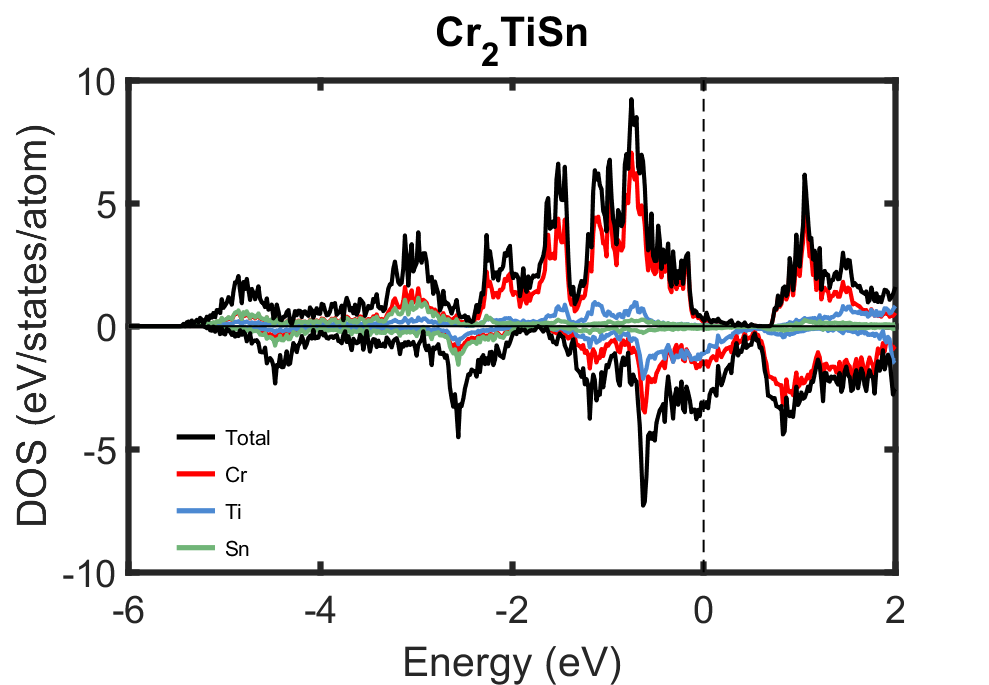 Cr2TiSn
10
5
0
-5
-10
DOS (eV/states/atom)
Total
Cr
Ti
Sn
-6 -4 -2 0 2
Energy (eV)